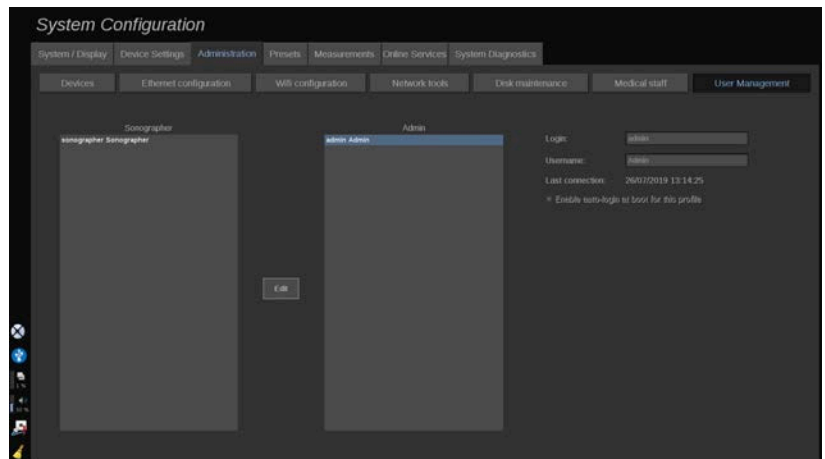 System Configuration
System / Display Device Settings Administration Presets Measurements Online Services System Diagnostics
Devices Ethernet configuration Wifi configuration Network tools Disk maintenance Medical staff User Management
Sonographer Admin
sonographer Sonographer admin Admin
Login: admin
Username: Admin
Last connection: 26/07/2019 13:14:25
Enable auto-login at boot for this profile
Edit
1 %